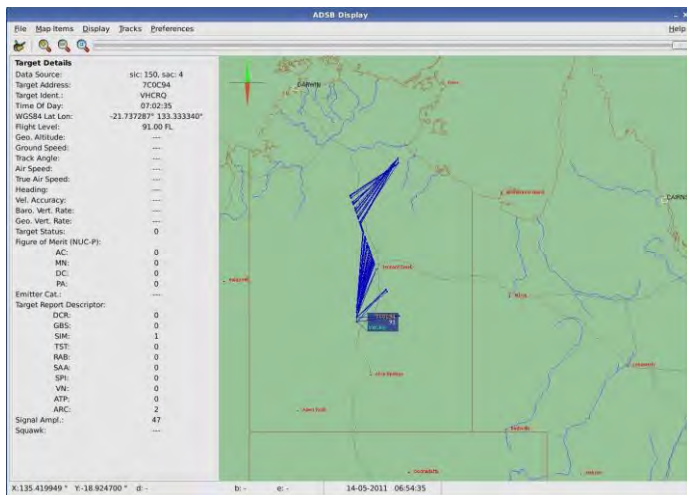 ADSB Display
File Map Items Display Tracks Preferences Help
Target Details
Data Source: sic: 150, sac: 4
Target Address: 7C0C94
Target Ident.: VHCRQ
Time Of Day: 07:02:35
WGS84 Lat Lon: -21.737287° 133.333340°
Flight Level: 91.00 FL
Geo. Altitude: ---
Ground Speed: ---
Track Angle: ---
Air Speed: ---
True Air Speed: ---
Heading: ---
Vel. Accuracy: ---
Baro. Vert. Rate: ---
Geo. Vert. Rate: ---
Target Status: 0
Figure of Merit (NUC-P):
AC: 0
MN: 0
DC: 0
PA: 0
Emitter Cat.: ---
Target Report Descriptor:
DCR: 0
GBS: 0
SIM: 1
TST: 0
RAB: 0
SAA: 0
SPI: 0
VN: 0
ATP: 0
ARC: 2
Signal Ampl.: 47
Squawk: ---
DARWIN
CAIRNS
91
X:135.419949 ° Y:-18.924700 ° d: - b: - e: - 14-05-2011 06:54:35